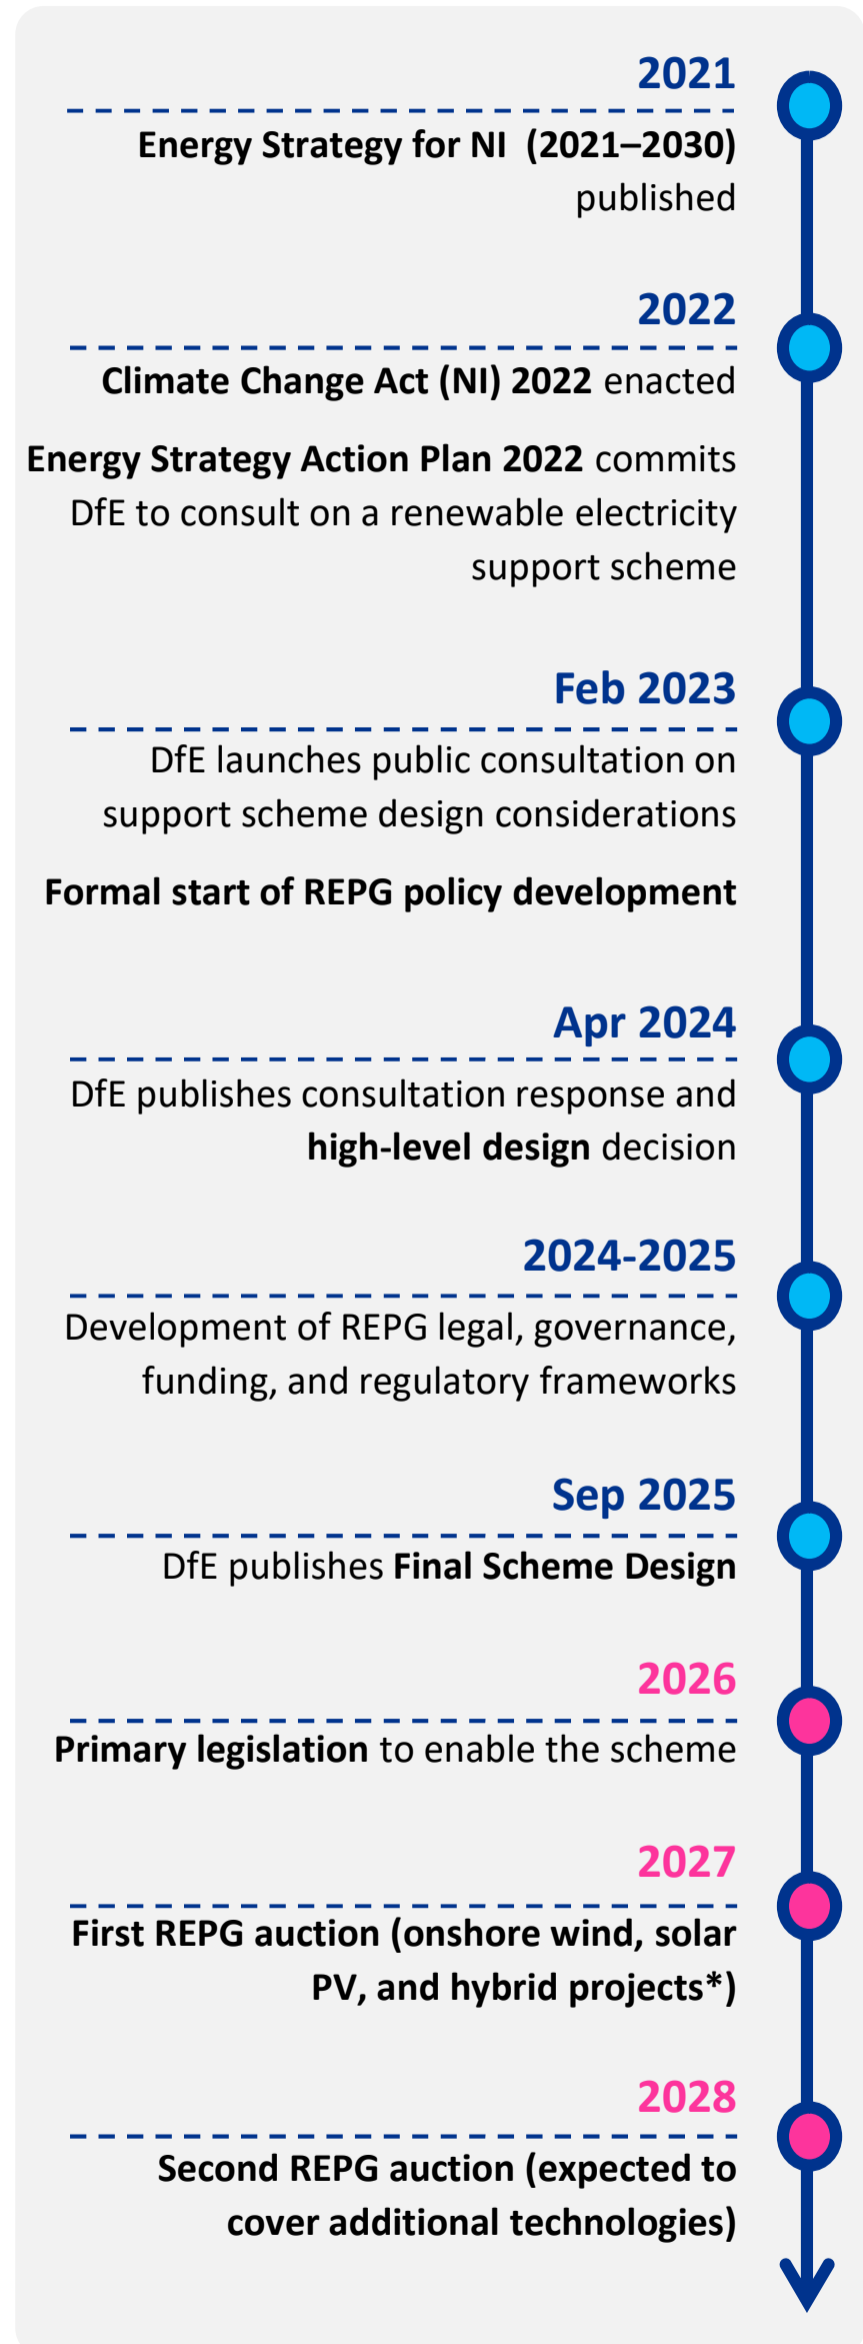 2021
Energy Strategy for NI  (2021–2030)
published
2022
Climate Change Act (NI) 2022 enacted
Energy Strategy Action Plan 2022 commits
DfE to consult on a renewable electricity
support scheme
Feb 2023
DfE launches public consultation on
support scheme design considerations
Formal start of REPG policy development
Apr 2024
DfE publishes consultation response and
high-level design decision
2024-2025
Development of REPG legal, governance,
funding, and regulatory frameworks
Sep 2025
DfE publishes Final Scheme Design
2026
Primary legislation to enable the scheme
2027
First REPG auction (onshore wind, solar
PV, and hybrid projects*)
2028
Second REPG auction (expected to
cover additional technologies)